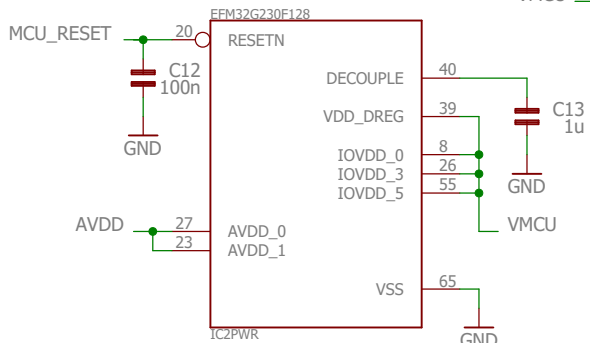 EFM32G230F128
MCU_RESET
20
RESETN
C12
100n
GND
DECOUPLE
40
VDD_DREG
39
C13
1u
GND
IOVDD_0
8
IOVDD_3
26
IOVDD_5
55
VMCU
AVDD
27
AVDD_0
23
AVDD_1
VSS
65
GND
IC2PWR